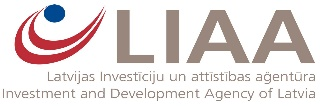 LIAA
Latvijas Investīciju un attīstības aģentūra
Investment and Development Agency of Latvia